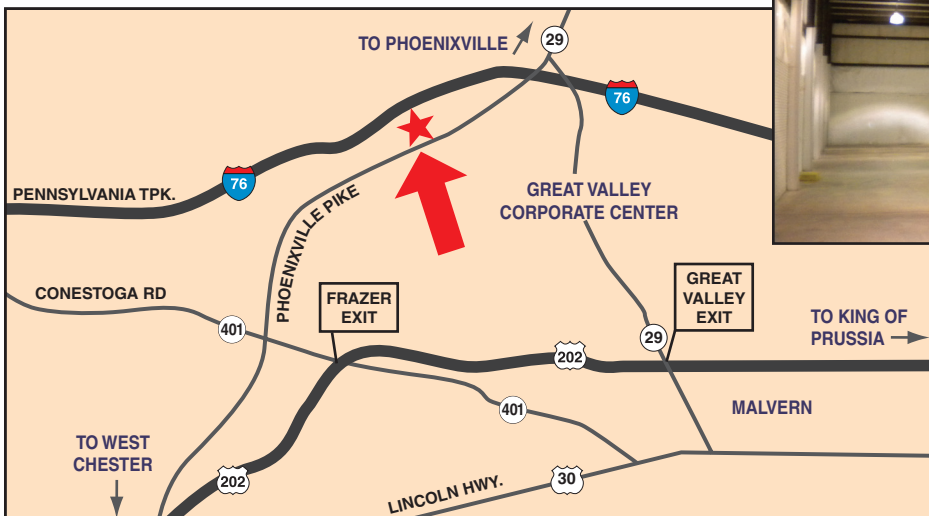 TO PHOENIXVILLE
29
76
76
PENNSYLVANIA TPK.
PHOENIXVILLE PIKE
GREAT VALLEY
CORPORATE CENTER
CONESTOGA RD
401
FRAZER
EXIT
GREAT
VALLEY
EXIT
29
TO KING OF
PRUSSIA
202
401
MALVERN
TO WEST
CHESTER
202
LINCOLN HWY.
30